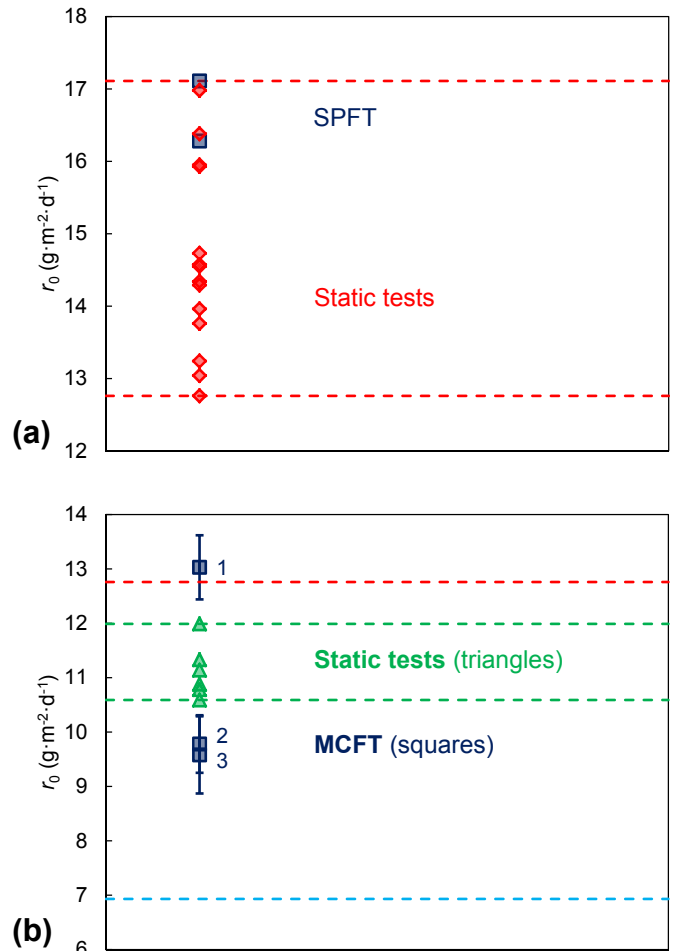 18
17
16
15
14
13
12
r₀ (g·m⁻²·d⁻¹)
SPFT
Static tests
(a)
14
13
12
11
10
9
8
7
6
r₀ (g·m⁻²·d⁻¹)
1
Static tests (triangles)
2
3
MCFT (squares)
(b)